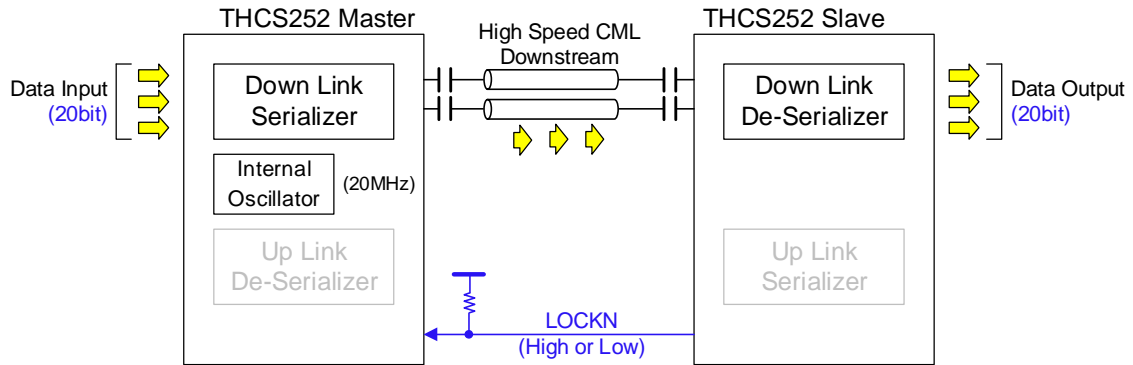 THCS252 Master
THCS252 Slave
High Speed CML
Downstream
Data Input
(20bit)
Down Link
Serializer
Down Link
De-Serializer
Data Output
(20bit)
Internal
Oscillator
(20MHz)
Up Link
De-Serializer
Up Link
Serializer
LOCKN
(High or Low)